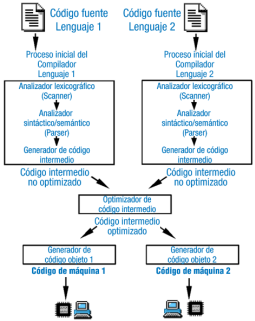 Código fuente
Lenguaje 1
Código fuente
Lenguaje 2
Proceso inicial del
Compilador
Lenguaje 1
Proceso inicial del
Compilador
Lenguaje 2
Analizador lexicográfico
(Scanner)
Analizador
sintáctico/semántico
(Parser)
Generador de código
intermedio
Analizador lexicográfico
(Scanner)
Analizador
sintáctico/semántico
(Parser)
Generador de código
intermedio
Código intermedio
no optimizado
Código intermedio
no optimizado
Optimizador de
código intermedio
Código intermedio
optimizado
Generador de
código objeto 1
Generador de
código objeto 2
Código de máquina 1
Código de máquina 2